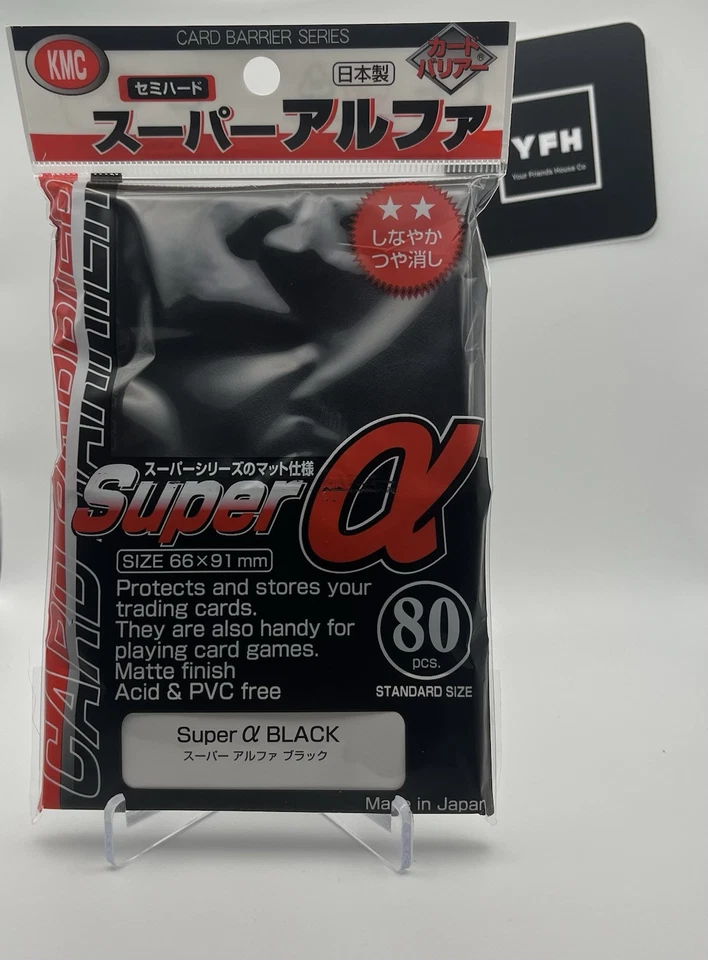 CARD BARRIER SERIES
KMC
カード
バリアー®
日本製
セミハード
スーパーアルファ
YFH
Your Friends House Co
★★
しなやか
つや消し
CARD BARRIER
スーパーシリーズのマット仕様
Super α
SIZE 66×91mm
Protects and stores your
trading cards.
They are also handy for
playing card games.
Matte finish
Acid & PVC free
80
pcs.
STANDARD SIZE
Super α BLACK
スーパー アルファ ブラック
Made in Japan